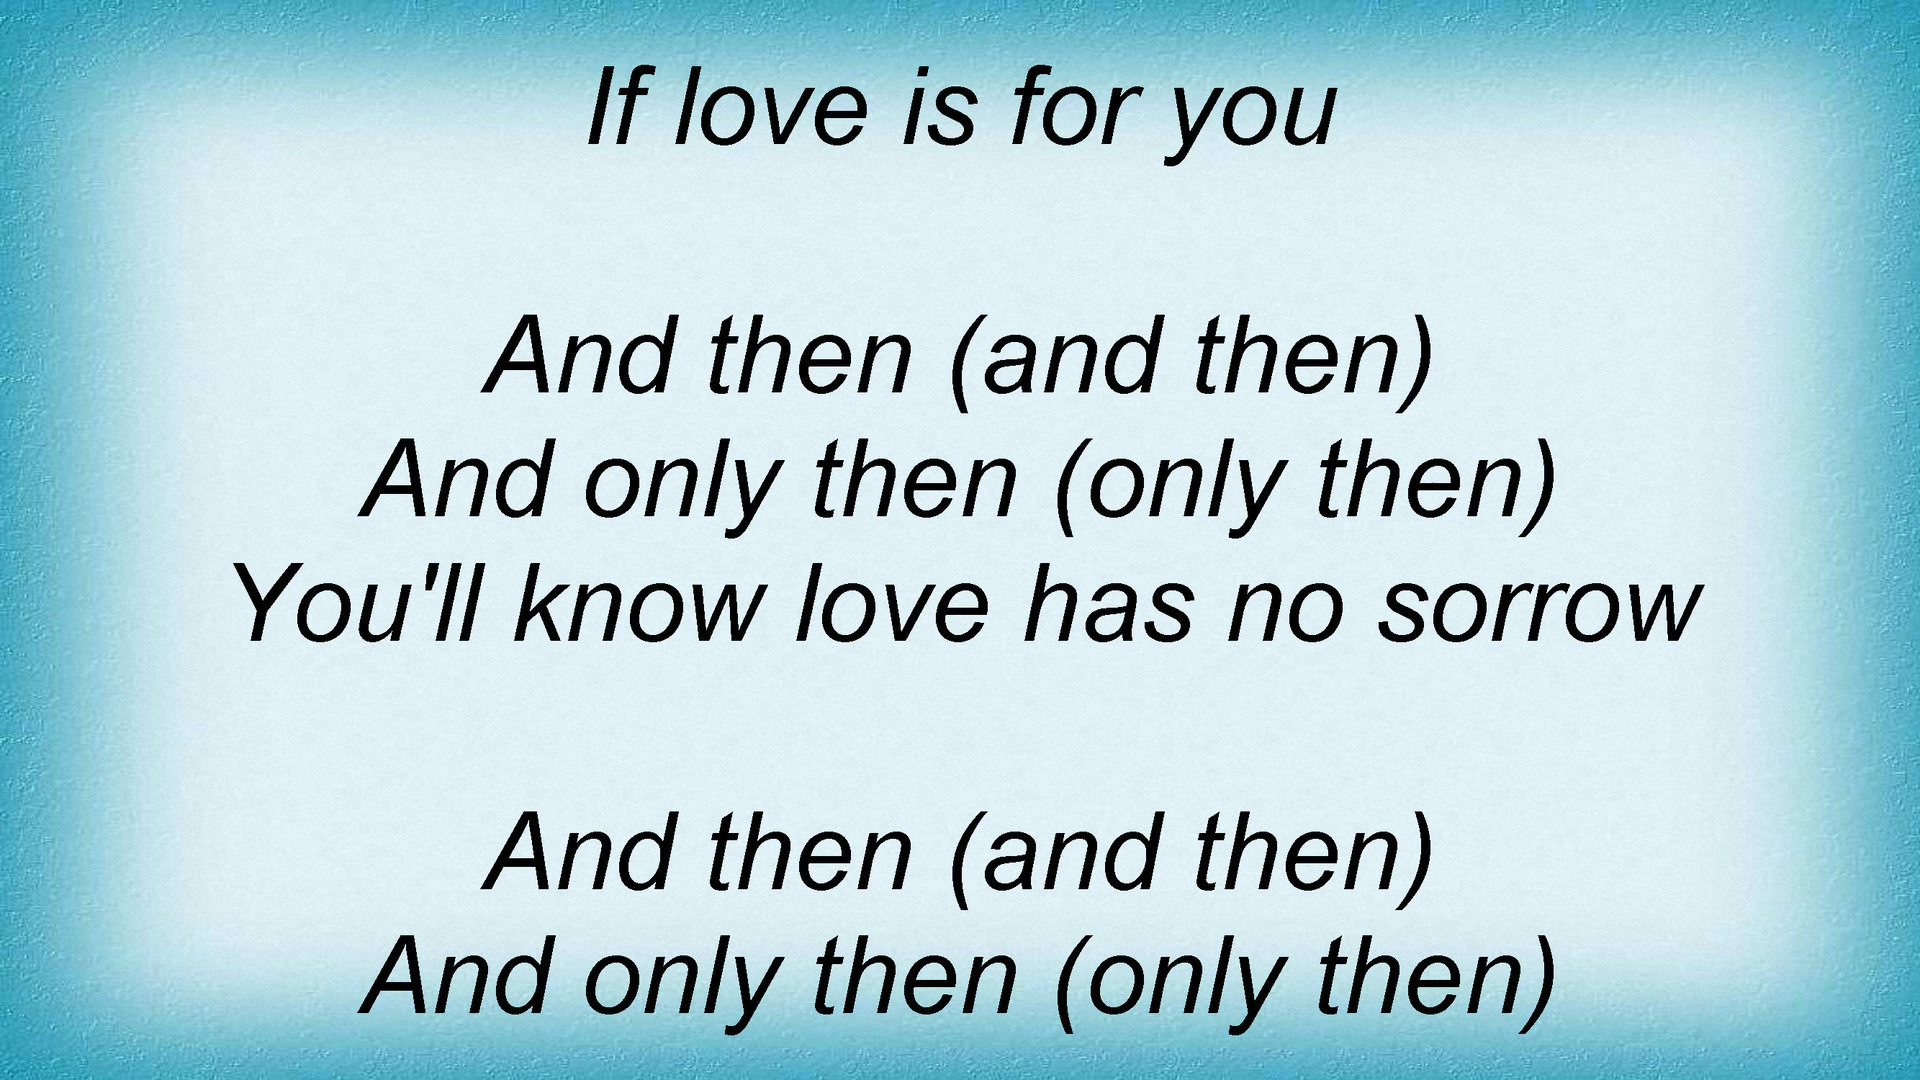 If love is for you
And then (and then)
And only then (only then)
You'll know love has no sorrow
And then (and then)
And only then (only then)